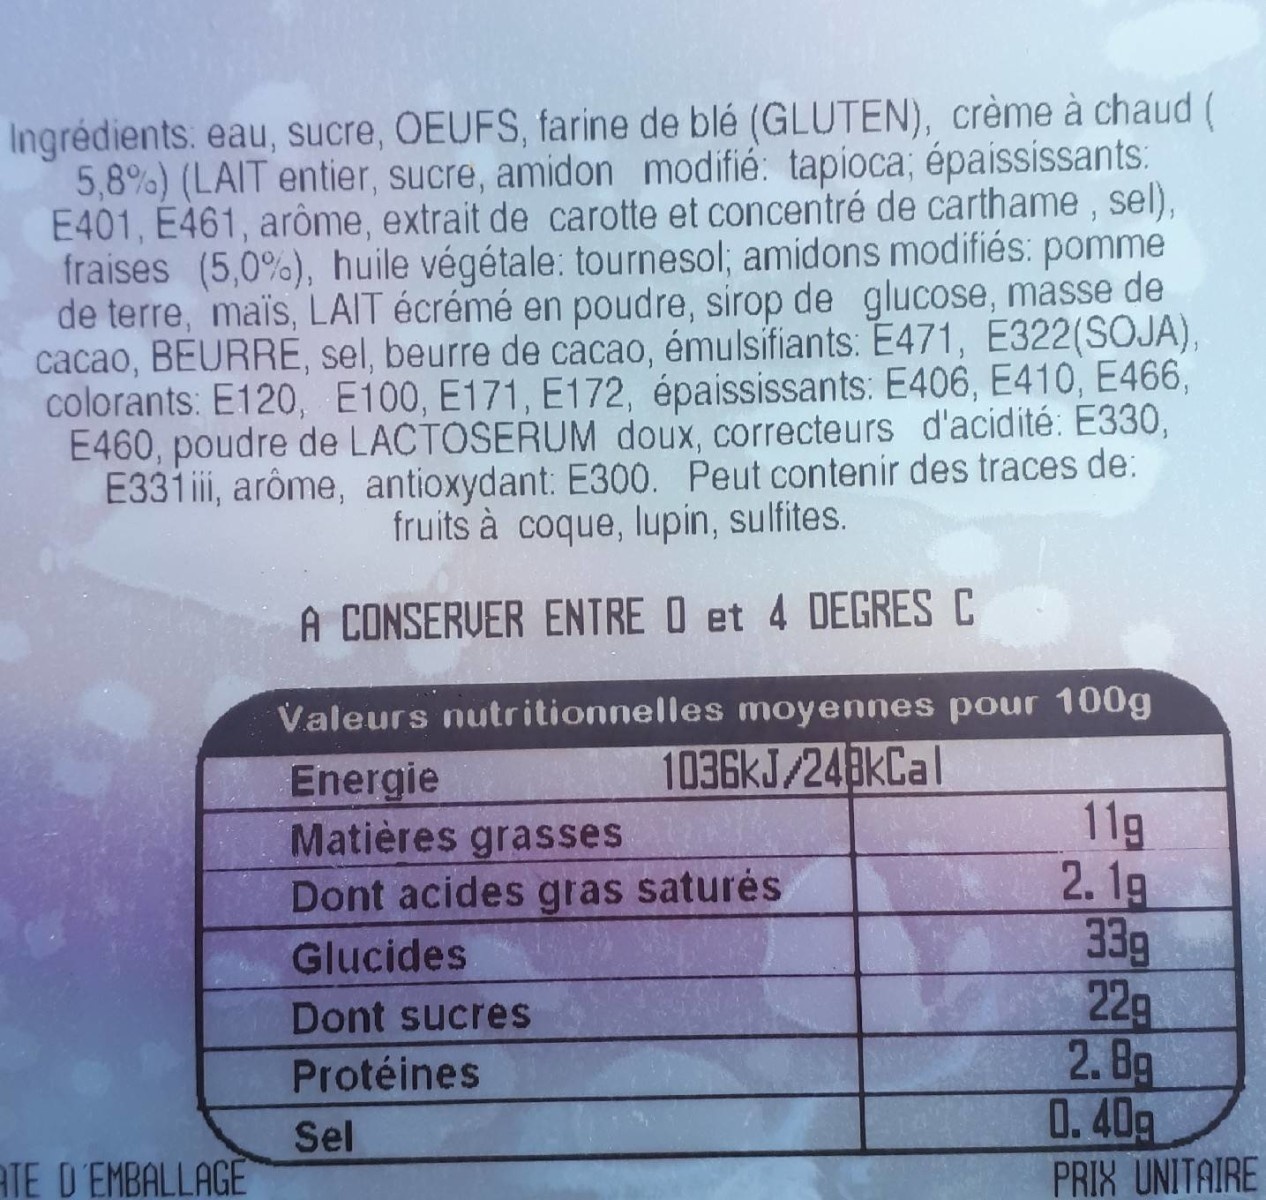 Ingrédients: eau, sucre, OEUFS, farine de blé (GLUTEN), crème à chaud (
5,8%) (LAIT entier, sucre, amidon modifié: tapioca; épaississants:
E401, E461, arôme, extrait de carotte et concentré de carthame , sel),
fraises (5,0%), huile végétale: tournesol; amidons modifiés: pomme
de terre, maïs, LAIT écrémé en poudre, sirop de glucose, masse de
cacao, BEURRE, sel, beurre de cacao, émulsifiants: E471, E322(SOJA),
colorants: E120, E100, E171, E172, épaississants: E406, E410, E466,
E460, poudre de LACTOSERUM doux, correcteurs d'acidité: E330,
E331iii, arôme, antioxydant: E300. Peut contenir des traces de:
fruits à coque, lupin, sulfites.
A CONSERVER ENTRE 0 et 4 DEGRES C
Valeurs nutritionnelles moyennes pour 100g
Energie 1036kJ/248kCal
Matières grasses 11g
Dont acides gras saturés 2.1g
Glucides 33g
Dont sucres 22g
Protéines 2.8g
Sel 0.40g
ATE D'EMBALLAGE PRIX UNITAIRE